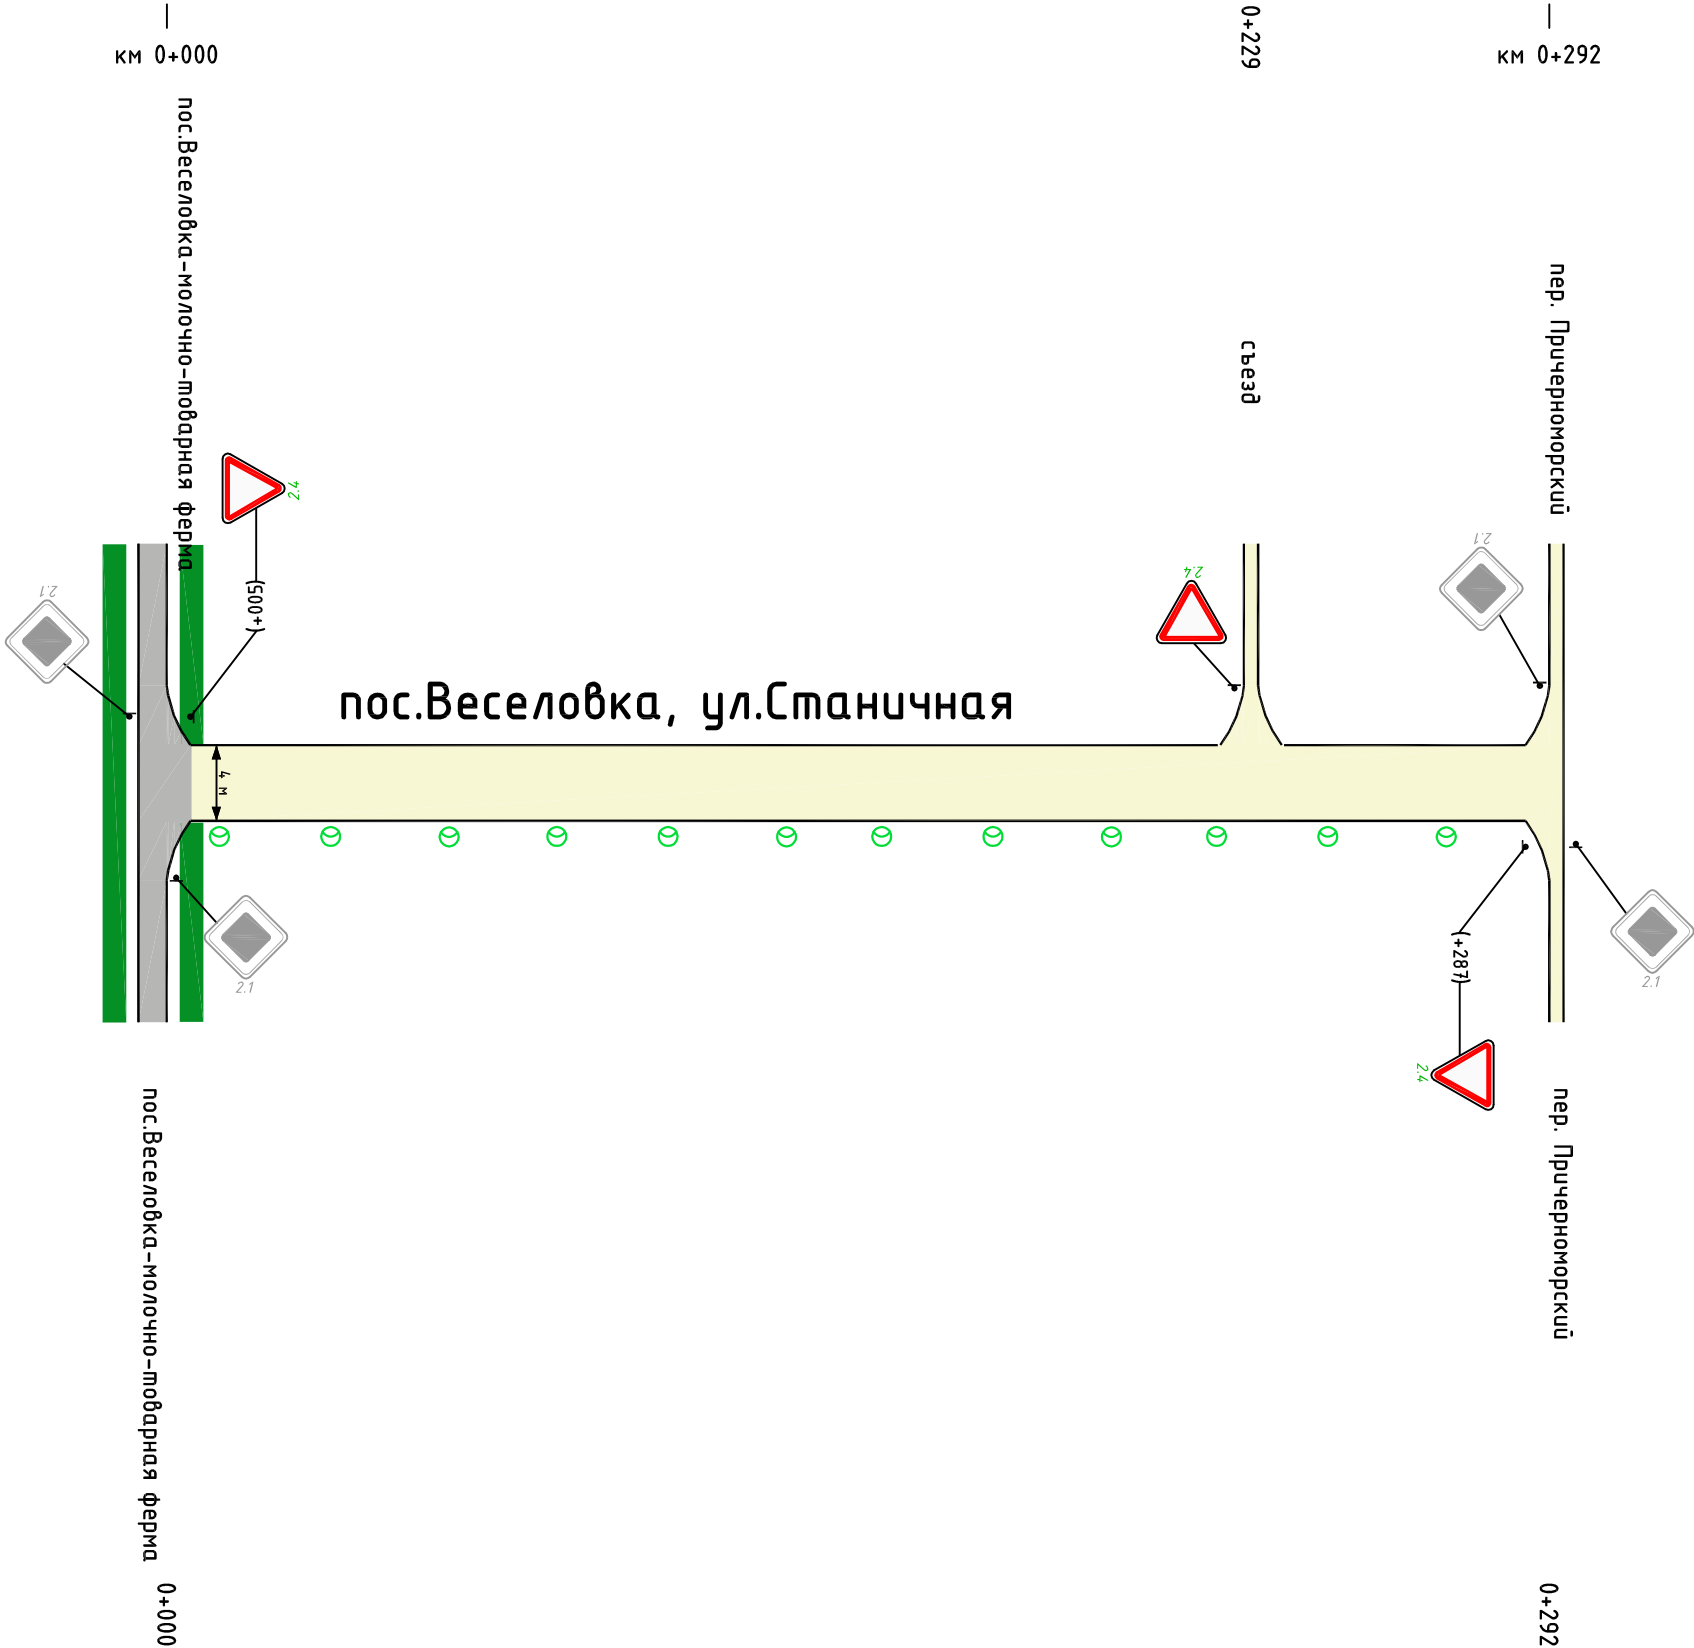 км 0+000
0+229
км 0+292
пос.Веселовка-молочно-товарная ферма
пер. Причерноморский
съезд
2.4
2.1
2.4
2.1
(+005)
пос.Веселовка, ул.Станичная
4 м
2.1
2.1
(+287)
2.4
пос.Веселовка-молочно-товарная ферма
пер. Причерноморский
0+000
0+292